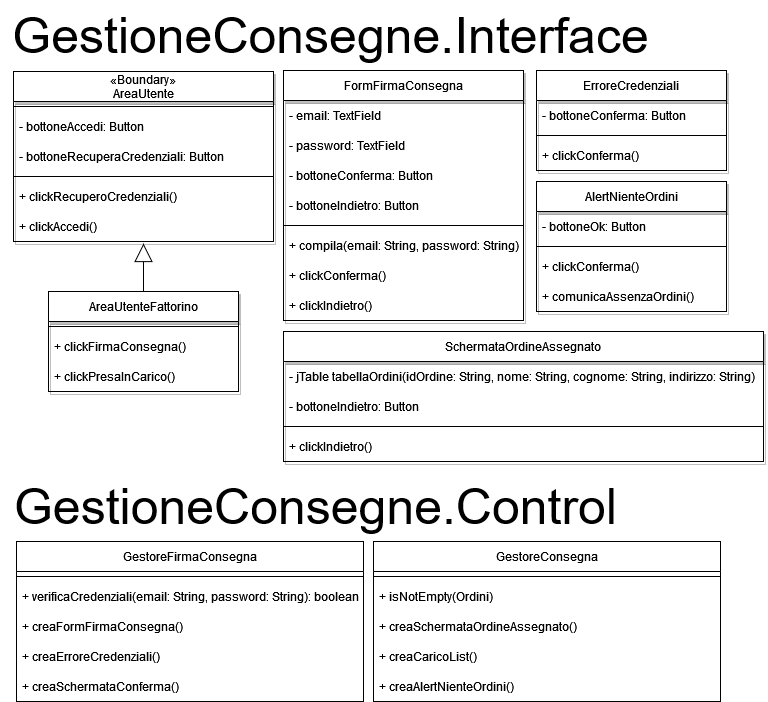 GestioneConsegne.Interface
«Boundary»
AreaUtente
- bottoneAccedi: Button
- bottoneRecuperaCredenziali: Button
+ clickRecuperoCredenziali()
+ clickAccedi()
AreaUtenteFattorino
+ clickFirmaConsegna()
+ clickPresaInCarico()
FormFirmaConsegna
- email: TextField
- password: TextField
- bottoneConferma: Button
- bottoneIndietro: Button
+ compila(email: String, password: String)
+ clickConferma()
+ clickIndietro()
ErroreCredenziali
- bottoneConferma: Button
+ clickConferma()
AlertNienteOrdini
- bottoneOk: Button
+ clickConferma()
+ comunicaAssenzaOrdini()
SchermataOrdineAssegnato
- jTable tabellaOrdini(idOrdine: String, nome: String, cognome: String, indirizzo: String)
- bottoneIndietro: Button
+ clickIndietro()
GestioneConsegne.Control
GestoreFirmaConsegna
+ verificaCredenziali(email: String, password: String): boolean
+ creaFormFirmaConsegna()
+ creaErroreCredenziali()
+ creaSchermataConferma()
GestoreConsegna
+ isNotEmpty(Ordini)
+ creaSchermataOrdineAssegnato()
+ creaCaricoList()
+ creaAlertNienteOrdini()